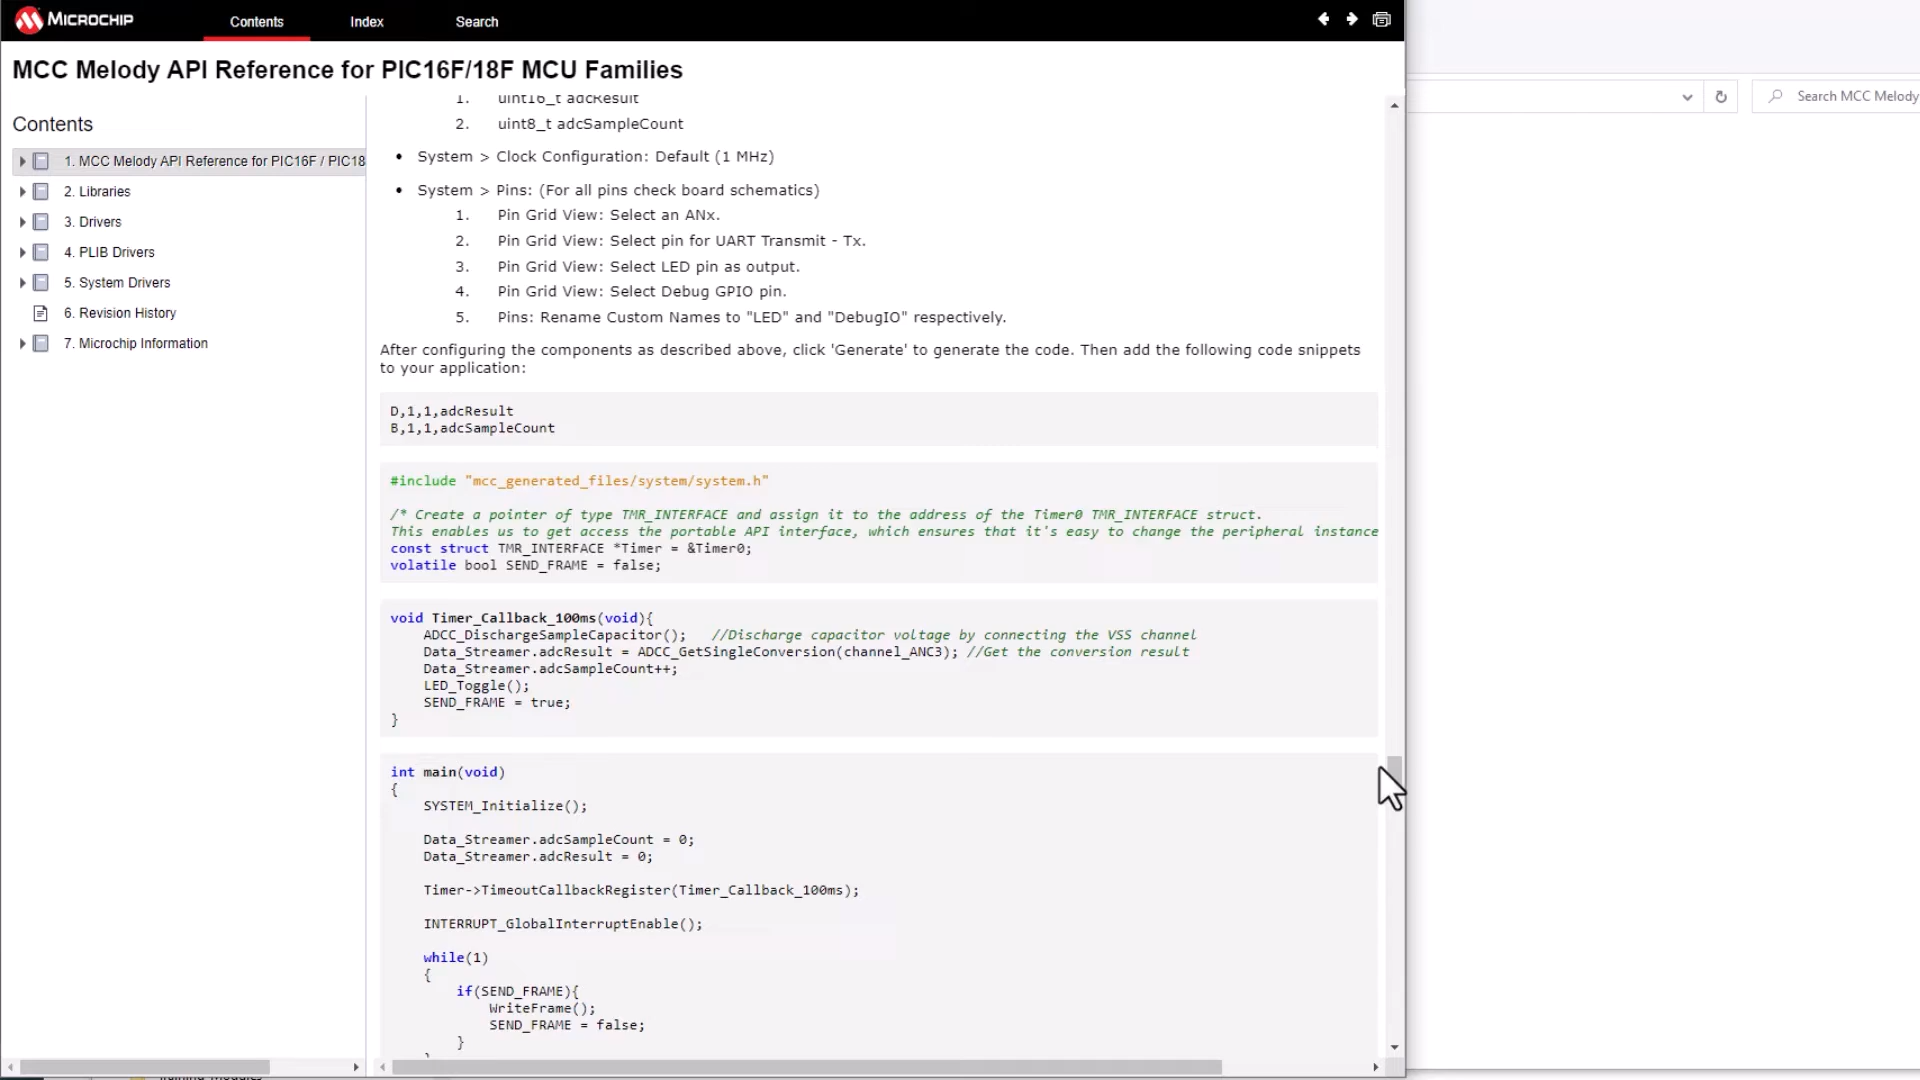 MICROCHIP
Contents
Index
Search
MCC Melody API Reference for PIC16F/18F MCU Families
Search MCC Melody
Contents
1. MCC Melody API Reference for PIC16F / PIC18
2. Libraries
3. Drivers
4. PLIB Drivers
5. System Drivers
6. Revision History
7. Microchip Information
1. uint16_t adcResult
2. uint8_t adcSampleCount
• System > Clock Configuration: Default (1 MHz)
• System > Pins: (For all pins check board schematics)
1. Pin Grid View: Select an ANx.
2. Pin Grid View: Select pin for UART Transmit - Tx.
3. Pin Grid View: Select LED pin as output.
4. Pin Grid View: Select Debug GPIO pin.
5. Pins: Rename Custom Names to "LED" and "DebugIO" respectively.
After configuring the components as described above, click 'Generate' to generate the code. Then add the following code snippets
to your application:
D,1,1,adcResult
B,1,1,adcSampleCount
#include "mcc_generated_files/system/system.h"
/* Create a pointer of type TMR_INTERFACE and assign it to the address of the Timer0 TMR_INTERFACE struct.
This enables us to get access the portable API interface, which ensures that it's easy to change the peripheral instance
const struct TMR_INTERFACE *Timer = &Timer0;
volatile bool SEND_FRAME = false;
void Timer_Callback_100ms(void){
ADCC_DischargeSampleCapacitor(); //Discharge capacitor voltage by connecting the VSS channel
Data_Streamer.adcResult = ADCC_GetSingleConversion(channel_ANC3); //Get the conversion result
Data_Streamer.adcSampleCount++;
LED_Toggle();
SEND_FRAME = true;
}
int main(void)
{
SYSTEM_Initialize();
Data_Streamer.adcSampleCount = 0;
Data_Streamer.adcResult = 0;
Timer->TimeoutCallbackRegister(Timer_Callback_100ms);
INTERRUPT_GlobalInterruptEnable();
while(1)
{
if(SEND_FRAME){
WriteFrame();
SEND_FRAME = false;
}